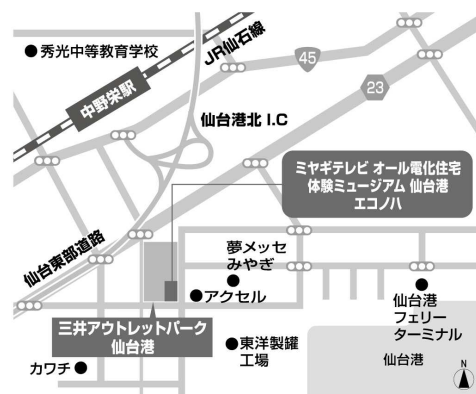 秀光中等教育学校
JR仙石線
45
中野栄駅
23
仙台港北 I.C
ミヤギテレビ オール電化住宅
体験ミュージアム 仙台港
エコノハ
仙台東部道路
夢メッセ
みやぎ
アクセル
仙台港
フェリー
ターミナル
三井アウトレットパーク
仙台港
東洋製罐
工場
仙台港
カワチ
N